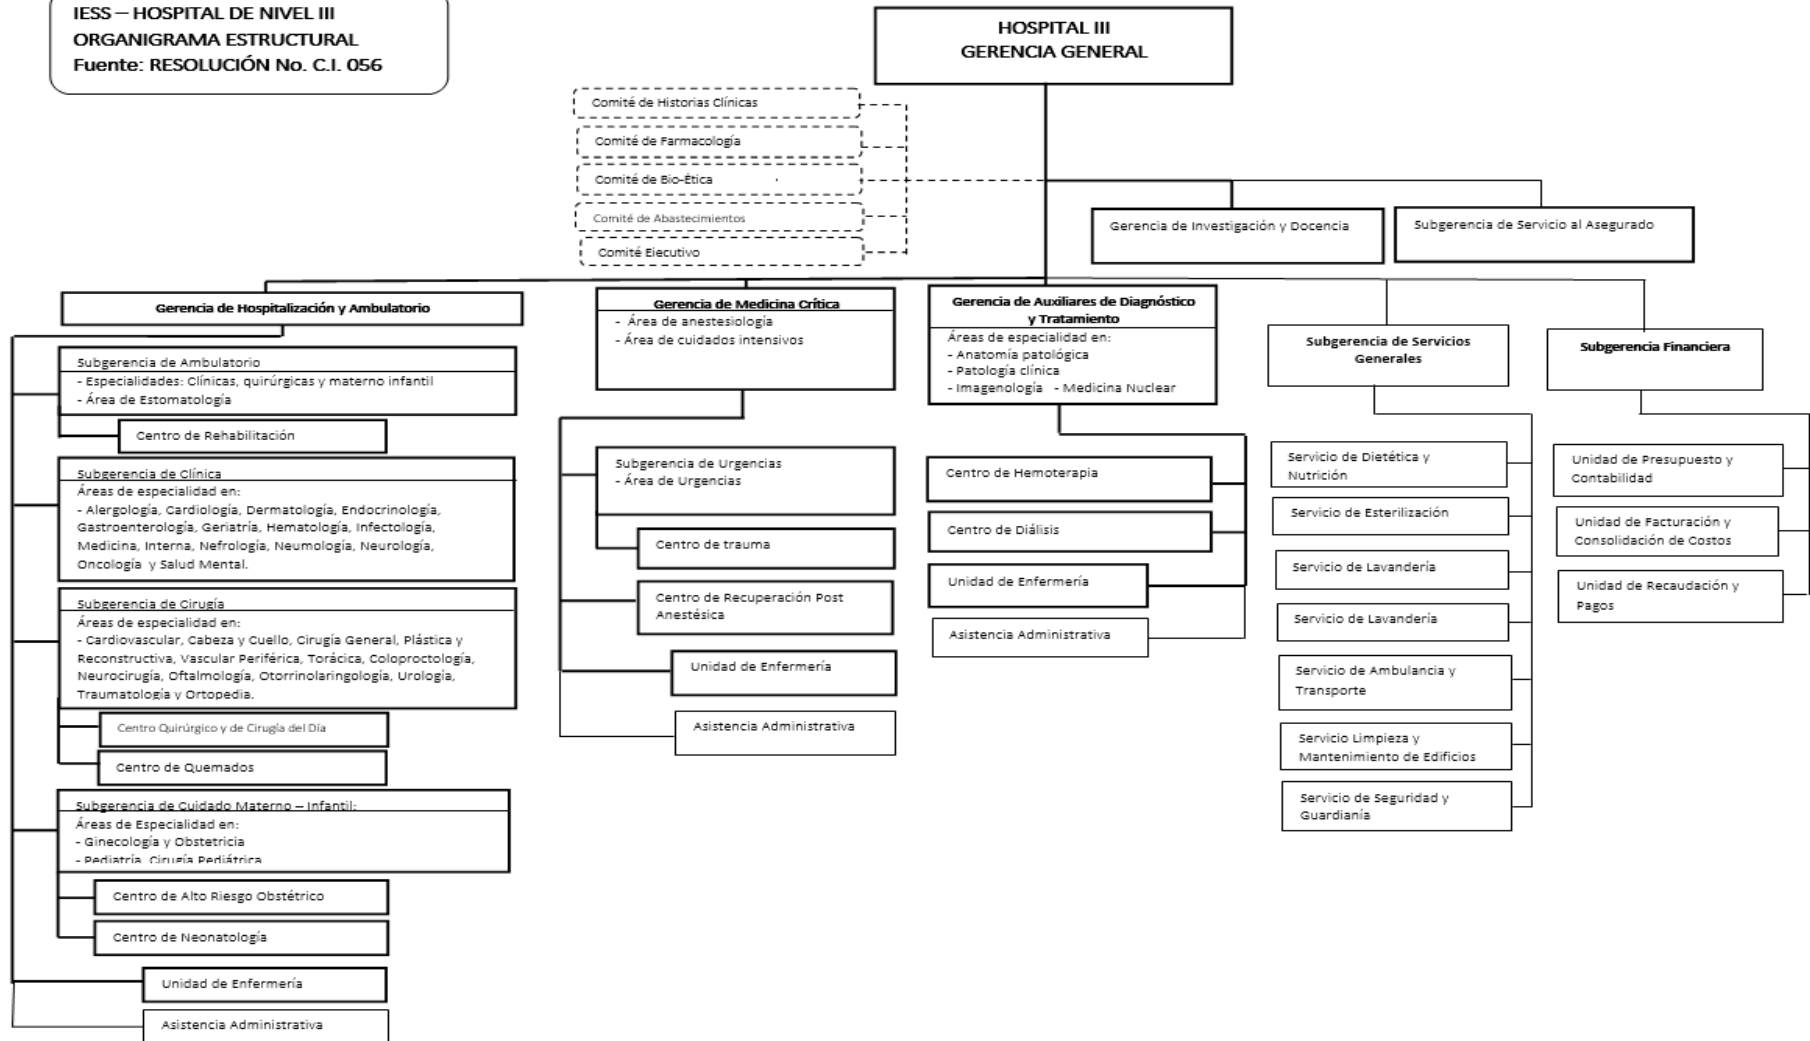 IESS – HOSPITAL DE NIVEL III
ORGANIGRAMA ESTRUCTURAL
Fuente: RESOLUCIÓN No. C.I. 056
HOSPITAL III
GERENCIA GENERAL
Comité de Historias Clínicas
Comité de Farmacología
Comité de Bio-Ética
Comité de Abastecimientos
Comité Ejecutivo
Gerencia de Investigación y Docencia
Subgerencia de Servicio al Asegurado
Gerencia de Hospitalización y Ambulatorio
Subgerencia de Ambulatorio
- Especialidades: Clínicas, quirúrgicas y materno infantil
- Área de Estomatología
Centro de Rehabilitación
Subgerencia de Clínica
Áreas de especialidad en:
- Alergología, Cardiología, Dermatología, Endocrinología,
Gastroenterología, Geriatría, Hematología, Infectología,
Medicina, Interna, Nefrología, Neumología, Neurología,
Oncología y Salud Mental.
Subgerencia de Cirugía
Áreas de especialidad en:
- Cardiovascular, Cabeza y Cuello, Cirugía General, Plástica y
Reconstructiva, Vascular Periférica, Torácica, Coloproctología,
Neurocirugía, Oftalmología, Otorrinolaringología, Urología,
Traumatología y Ortopedia.
Centro Quirúrgico y de Cirugía del Día
Centro de Quemados
Subgerencia de Cuidado Materno – Infantil:
Áreas de Especialidad en:
- Ginecología y Obstetricia
- Pediatría, Cirugía Pediátrica
Centro de Alto Riesgo Obstétrico
Centro de Neonatología
Unidad de Enfermería
Asistencia Administrativa
Gerencia de Medicina Crítica
- Área de anestesiología
- Área de cuidados intensivos
Subgerencia de Urgencias
- Área de Urgencias
Centro de trauma
Centro de Recuperación Post
Anestésica
Unidad de Enfermería
Asistencia Administrativa
Gerencia de Auxiliares de Diagnóstico
y Tratamiento
Áreas de especialidad en:
- Anatomía patológica
- Patología clínica
- Imagenología - Medicina Nuclear
Centro de Hemoterapia
Centro de Diálisis
Unidad de Enfermería
Asistencia Administrativa
Subgerencia de Servicios
Generales
Servicio de Dietética y
Nutrición
Servicio de Esterilización
Servicio de Lavandería
Servicio de Lavandería
Servicio de Ambulancia y
Transporte
Servicio Limpieza y
Mantenimiento de Edificios
Servicio de Seguridad y
Guardianía
Subgerencia Financiera
Unidad de Presupuesto y
Contabilidad
Unidad de Facturación y
Consolidación de Costos
Unidad de Recaudación y
Pagos